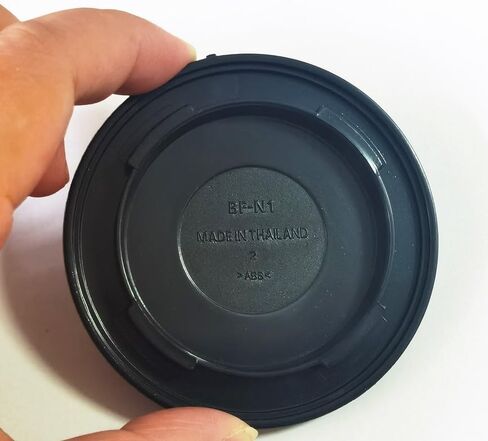 BF-N1
MADE IN THAILAND
2
>ABS<